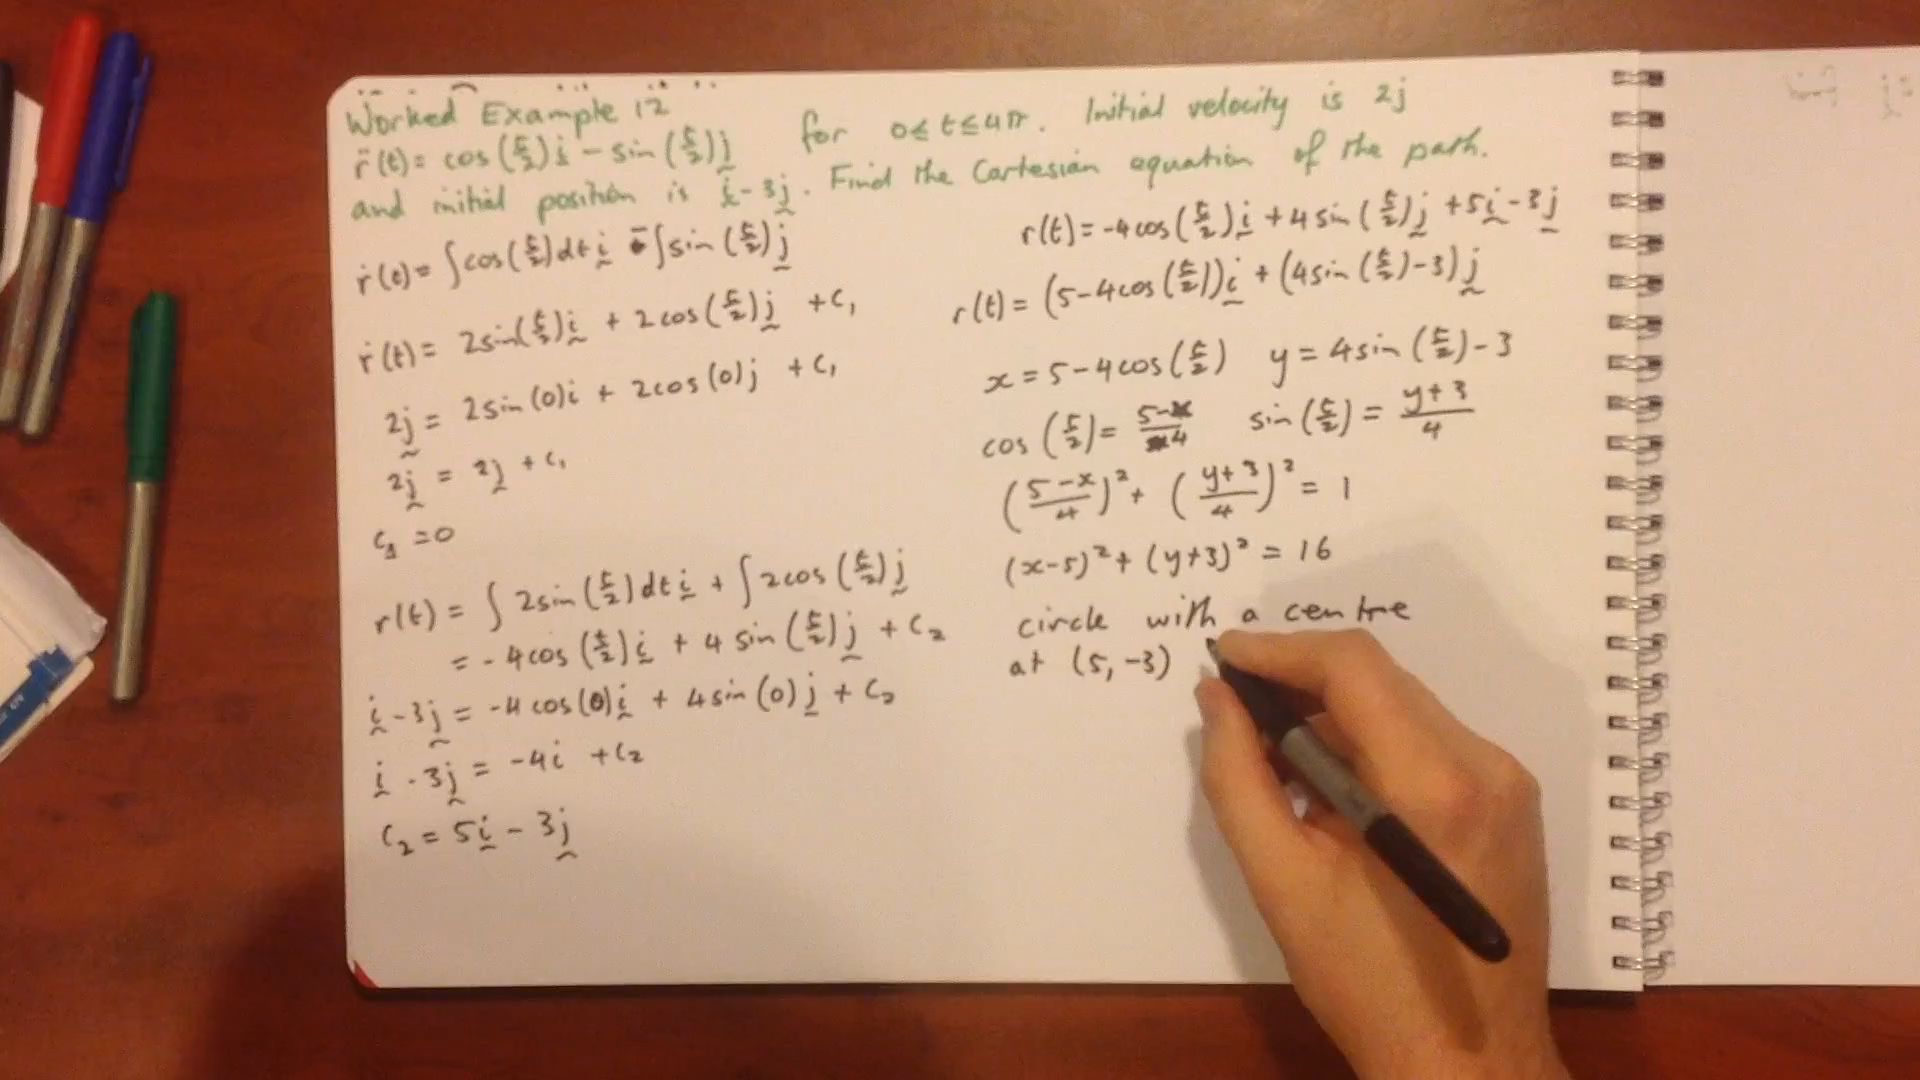 Worked Example 12
r̈(t) = cos(t/2)i - sin(t/2)j for 0≤t≤4π. Initial velocity is 2j
and initial position is i-3j. Find the Cartesian equation of the path.
ṙ(t) = ∫cos(t/2)dt i - ∫sin(t/2)j
ṙ(t) = 2sin(t/2)i + 2cos(t/2)j + C₁
2j = 2sin(0)i + 2cos(0)j + C₁
2j = 2j + C₁
C₁ = 0
r(t) = ∫2sin(t/2)dt i + ∫2cos(t/2)j
= -4cos(t/2)i + 4sin(t/2)j + C₂
i - 3j = -4cos(0)i + 4sin(0)j + C₂
i - 3j = -4i + C₂
C₂ = 5i - 3j
r(t) = -4cos(t/2)i + 4sin(t/2)j + 5i - 3j
r(t) = (5-4cos(t/2))i + (4sin(t/2)-3)j
x = 5-4cos(t/2) y = 4sin(t/2)-3
cos(t/2) = (5-x)/4 sin(t/2) = (y+3)/4
((5-x)/4)² + ((y+3)/4)² = 1
(x-5)² + (y+3)² = 16
circle with a centre
at (5, -3)